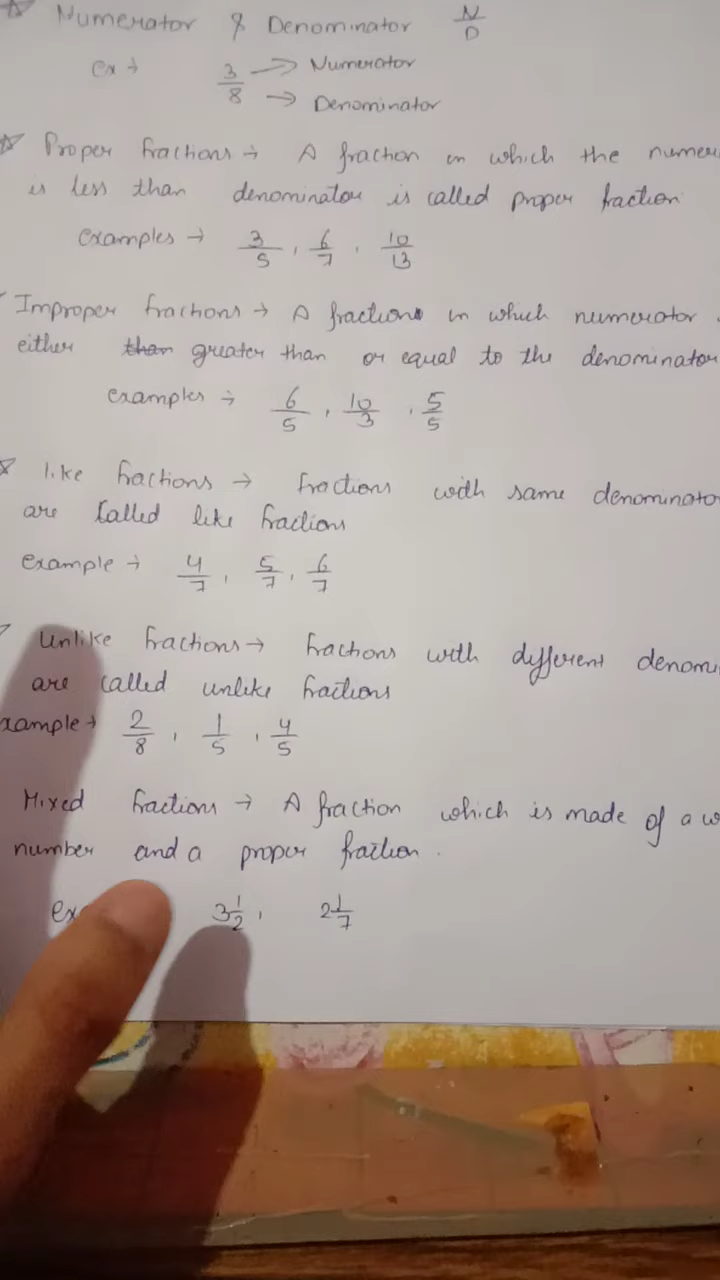 Numerator & Denominator N/D
ex → 3/8 → Numerator
→ Denominator
Proper fractions → A fraction in which the
is less than denominator is called proper fraction
examples → 3/5, 6/7, 10/13
Improper fractions → A fraction in which numerator
either than greater than or equal to the denominator
examples → 6/5, 10/3, 5/5
like fractions → fractions with same denominator
are called like fractions
example → 4/7, 5/7, 6/7
Unlike fractions → fractions with different
are called unlike fractions
xample → 2/8, 1/5, 4/5
Mixed fractions → A fraction which is made of a
number and a proper fraction.
ex 3 1/2, 2 1/7